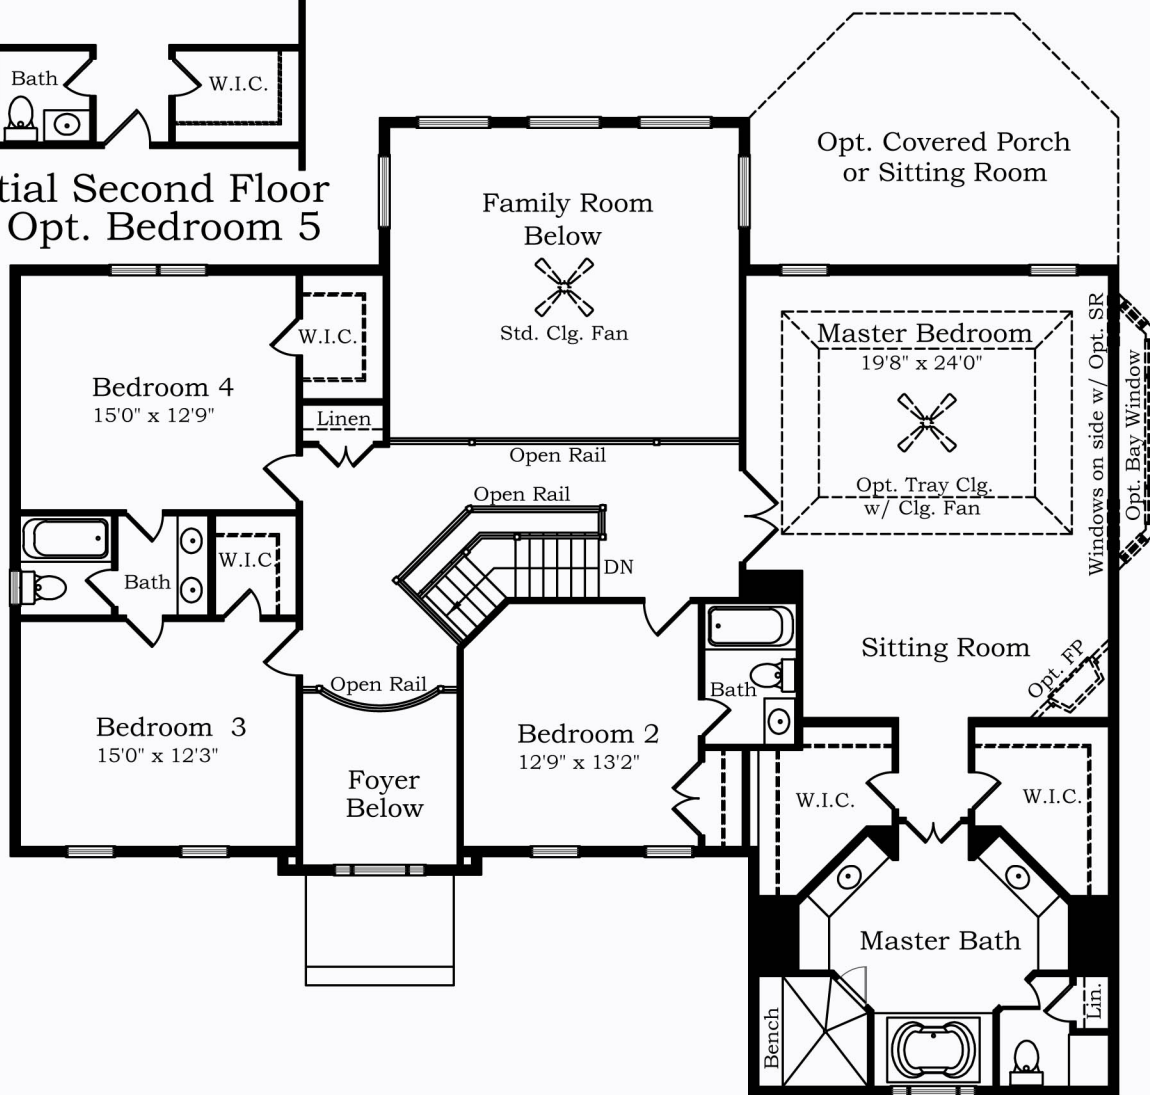 Bath
W.I.C.
tial Second Floor
Opt. Bedroom 5
Opt. Covered Porch
or Sitting Room
Family Room
Below
Std. Clg. Fan
W.I.C.
Master Bedroom
19'8" x 24'0"
Opt. Tray Clg.
w/ Clg. Fan
Windows on side w/ Opt. SR
Opt. Bay Window
Bedroom 4
15'0" x 12'9"
Linen
Open Rail
Open Rail
DN
Bath
W.I.C
Sitting Room
Opt. FP
Open Rail
Bath
Bedroom 3
15'0" x 12'3"
Bedroom 2
12'9" x 13'2"
Foyer
Below
W.I.C.
W.I.C.
Master Bath
Bench
Lin.